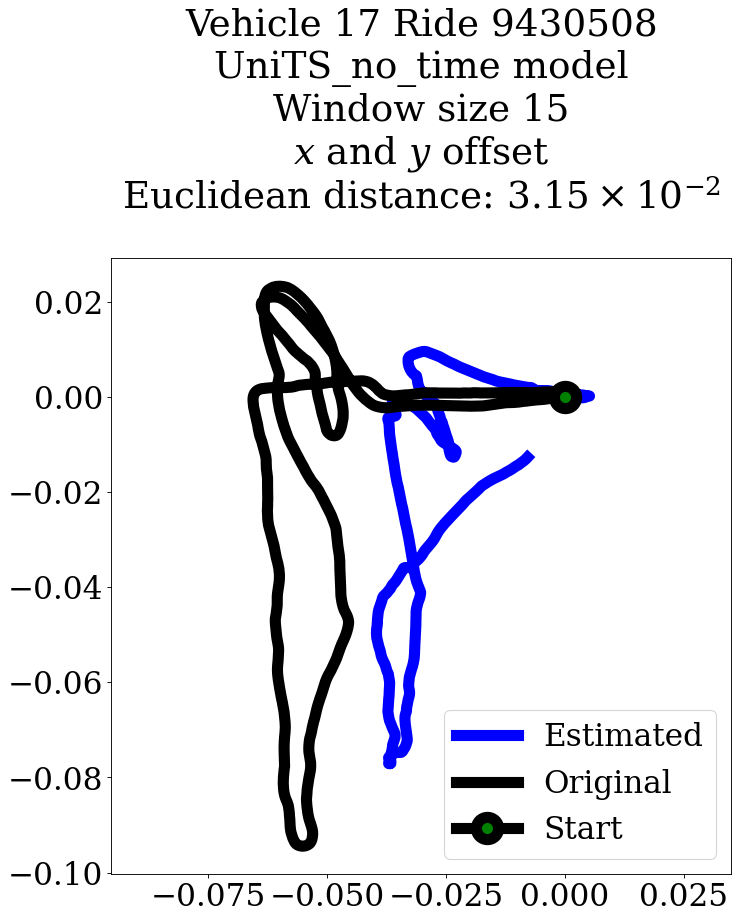 Vehicle 17 Ride 9430508
UniTS_no_time model
Window size 15
x and y offset
Euclidean distance: 3.15 × 10⁻²
0.02
0.00
−0.02
−0.04
−0.06
−0.08
−0.10
Estimated
Original
Start
−0.075 −0.050 −0.025 0.000 0.025